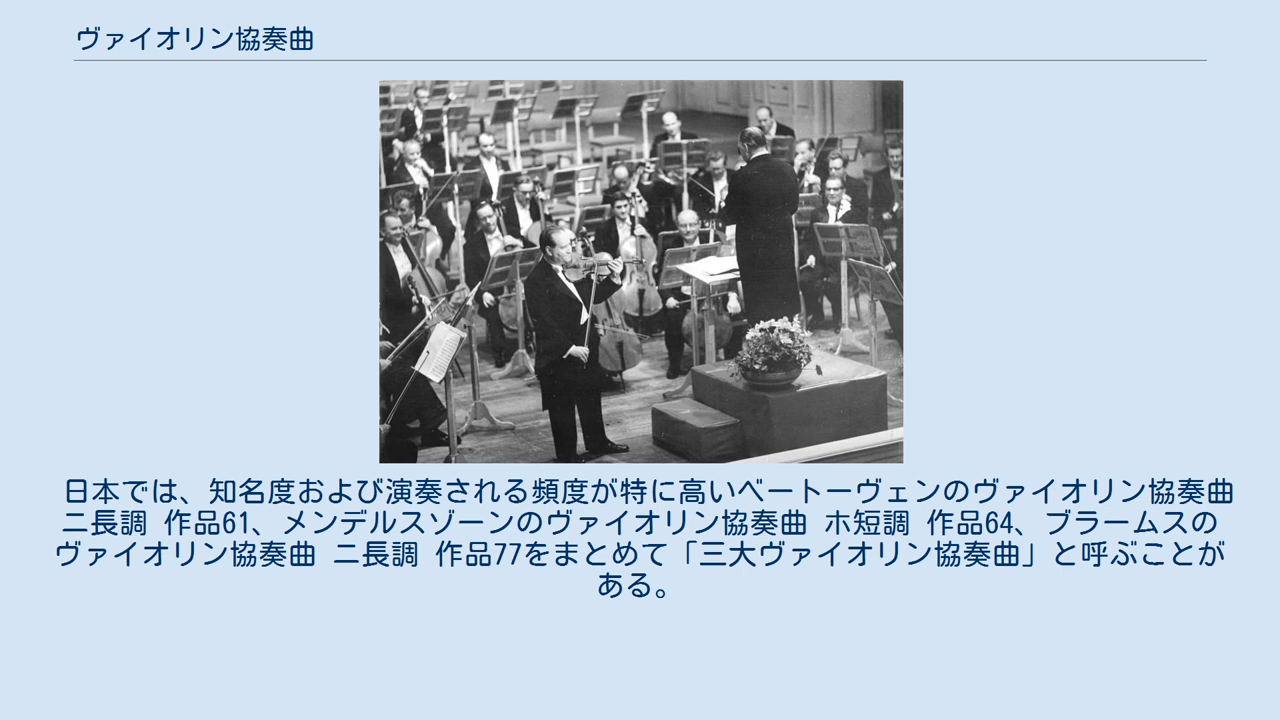 ヴァイオリン協奏曲
日本では、知名度および演奏される頻度が特に高いベートーヴェンのヴァイオリン協奏曲
ニ長調 作品61、メンデルスゾーンのヴァイオリン協奏曲 ホ短調 作品64、ブラームスの
ヴァイオリン協奏曲 ニ長調 作品77をまとめて「三大ヴァイオリン協奏曲」と呼ぶことが
ある。